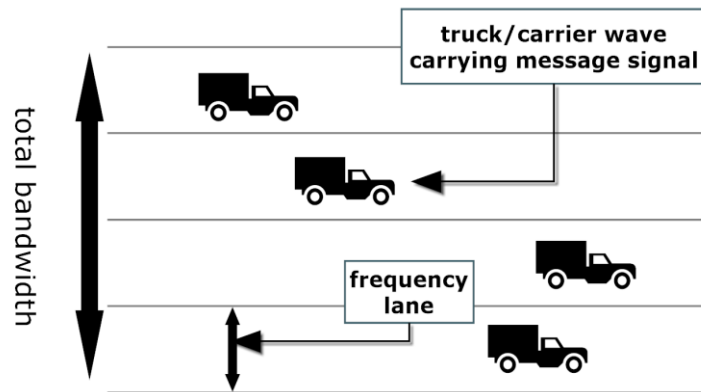 truck/carrier wave
carrying message signal
total bandwidth
frequency
lane